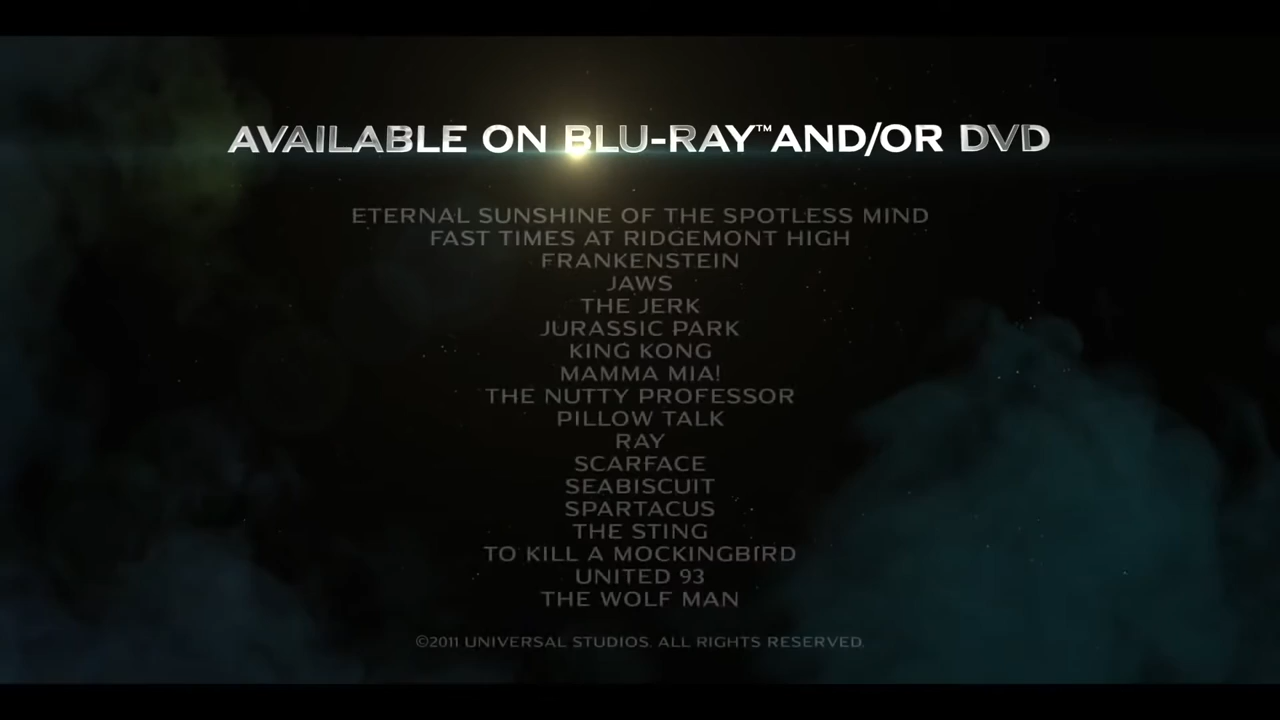 AVAILABLE ON BLU-RAY™ AND/OR DVD
ETERNAL SUNSHINE OF THE SPOTLESS MIND
FAST TIMES AT RIDGEMONT HIGH
FRANKENSTEIN
JAWS
THE JERK
JURASSIC PARK
KING KONG
MAMMA MIA!
THE NUTTY PROFESSOR
PILLOW TALK
RAY
SCARFACE
SEABISCUIT
SPARTACUS
THE STING
TO KILL A MOCKINGBIRD
UNITED 93
THE WOLF MAN
©2011 UNIVERSAL STUDIOS. ALL RIGHTS RESERVED.